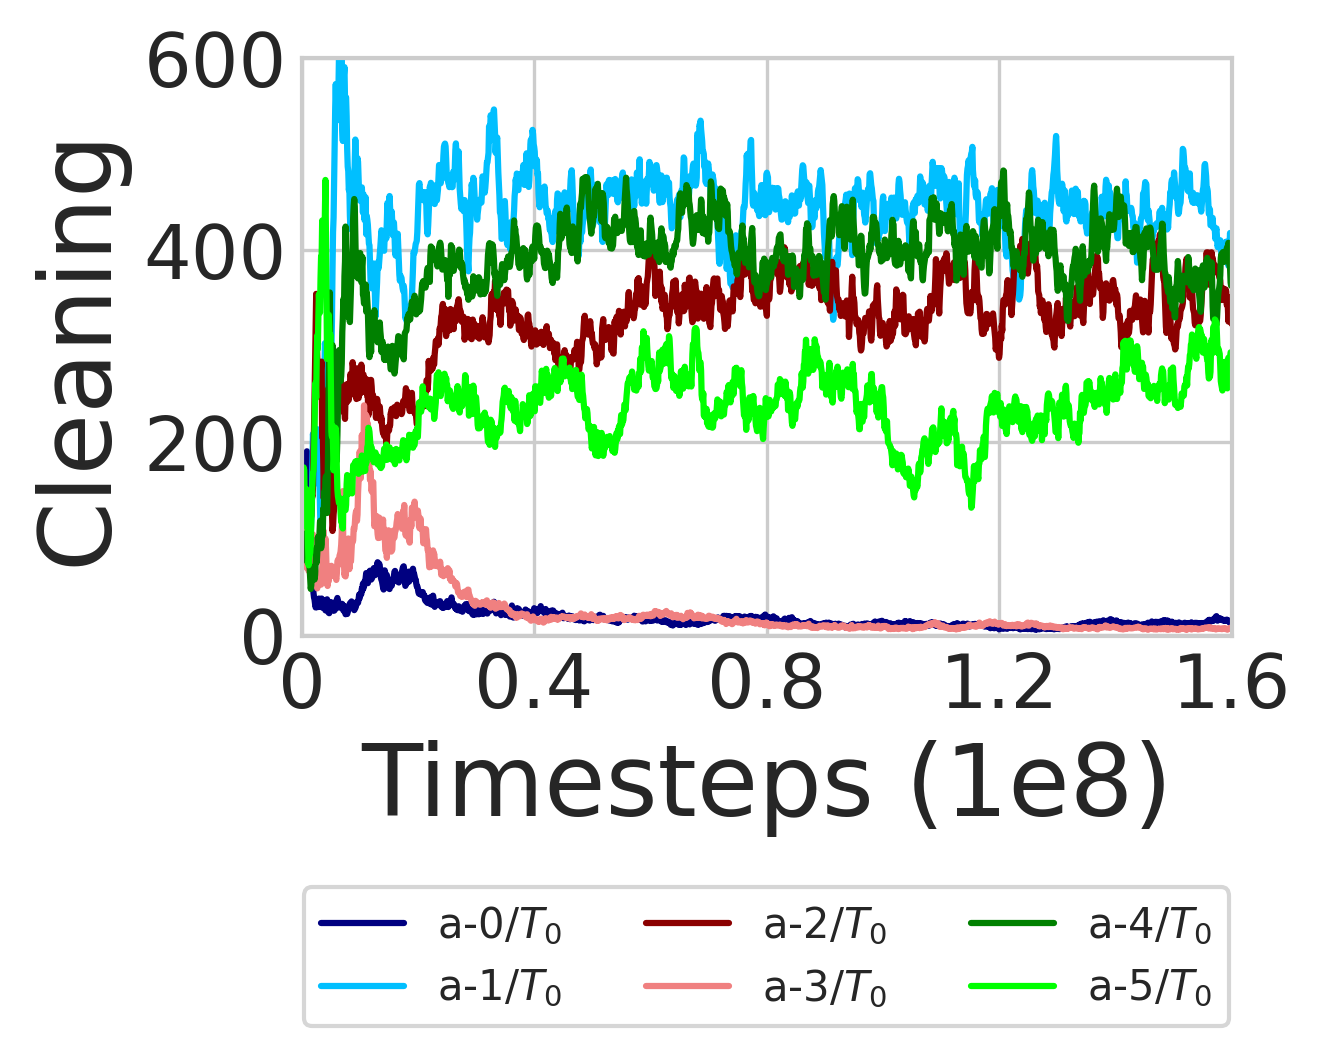 600
400
200
0
Cleaning
0 0.4 0.8 1.2 1.6
Timesteps (1e8)
a-0/T₀ a-2/T₀ a-4/T₀
a-1/T₀ a-3/T₀ a-5/T₀